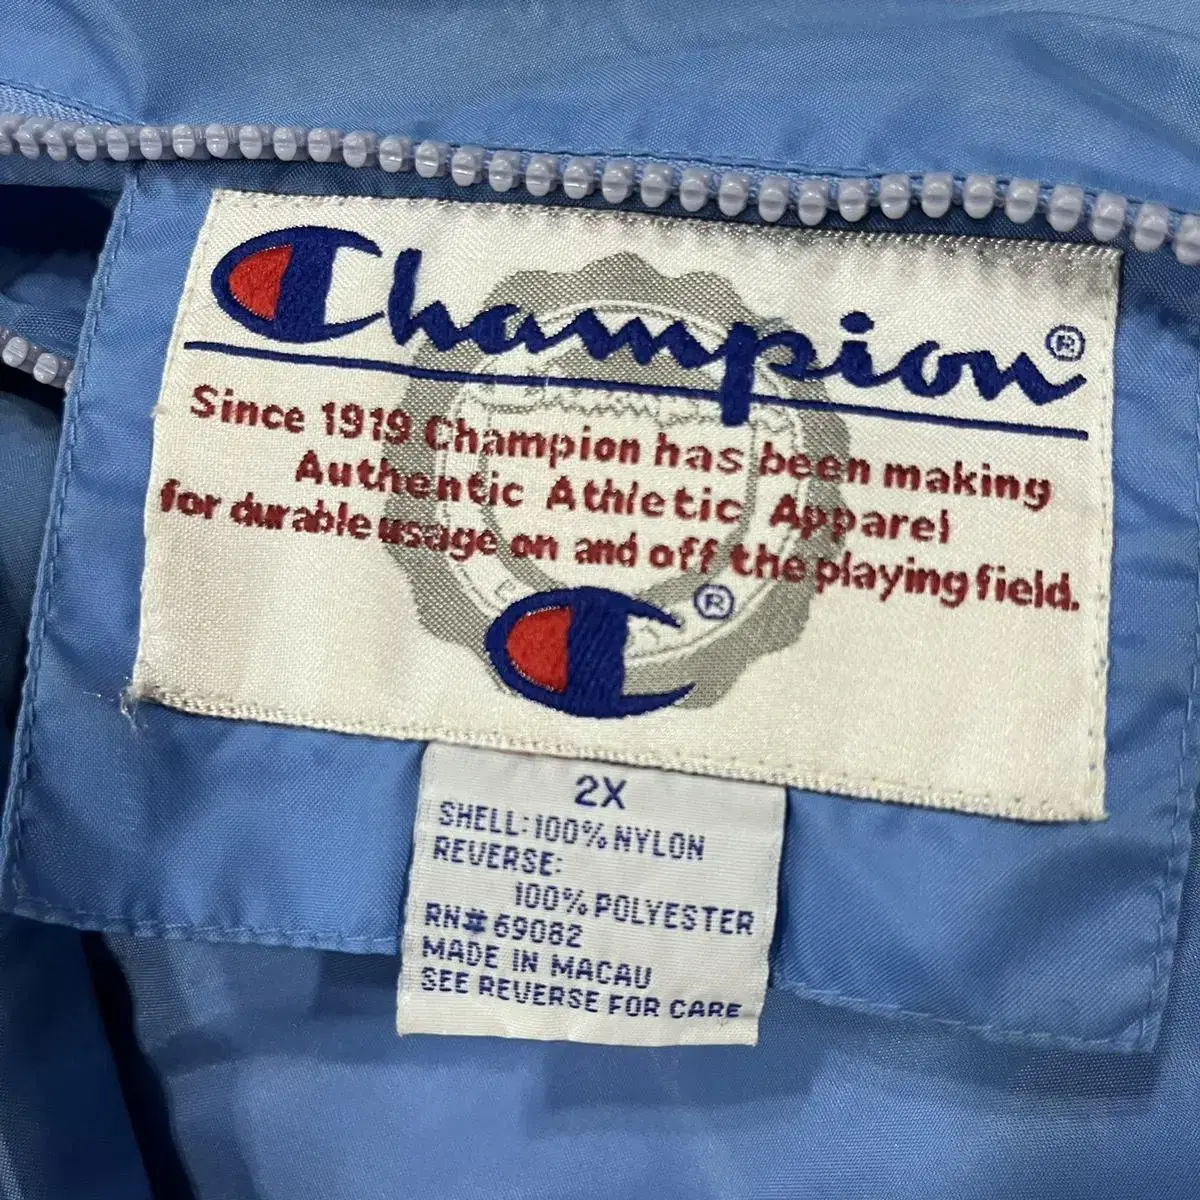 Champion®
Since 1919 Champion has been making
Authentic Athletic Apparel
for durable usage on and off the playing field.
®
2X
SHELL: 100% NYLON
REVERSE:
100% POLYESTER
RN# 69082
MADE IN MACAU
SEE REVERSE FOR CARE